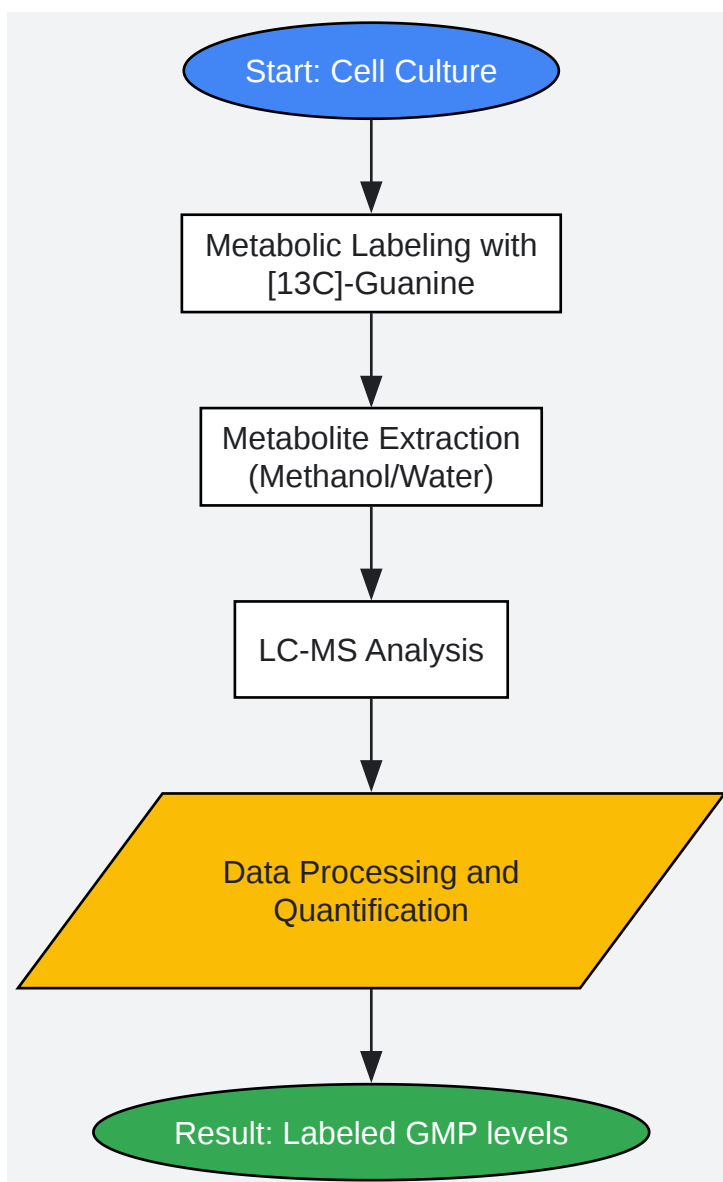 Start: Cell Culture
Metabolic Labeling with
[13C]-Guanine
Metabolite Extraction
(Methanol/Water)
LC-MS Analysis
Data Processing and
Quantification
Result: Labeled GMP levels